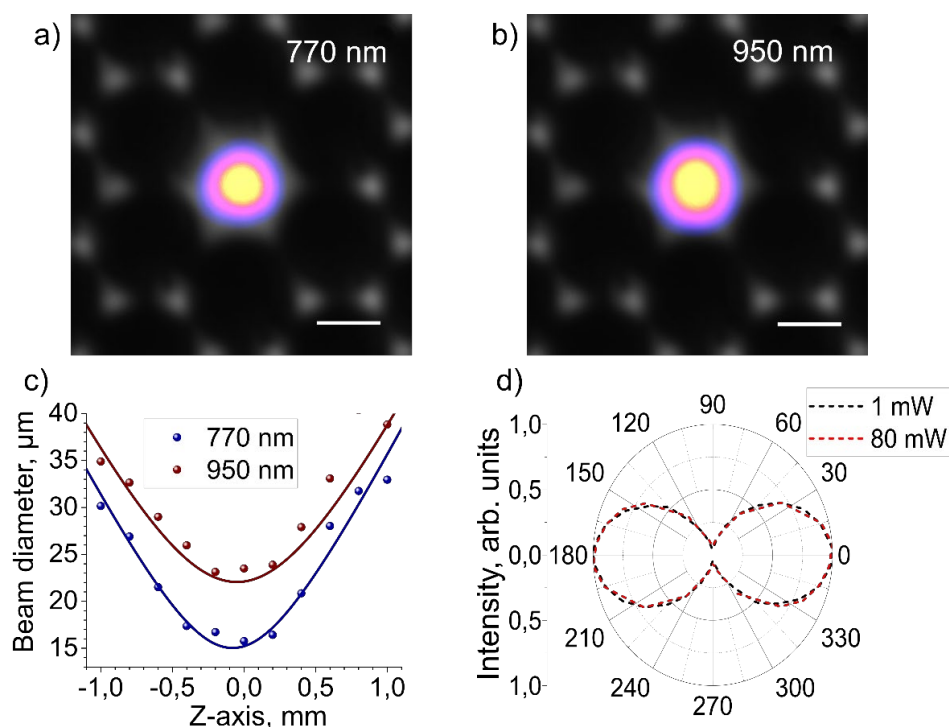 a)
770 nm
b)
950 nm
c)
Beam diameter, µm
40
35
30
25
20
15
-1,0
-0,5
0,0
0,5
1,0
Z-axis, mm
770 nm
950 nm
d)
Intensity, arb. units
1,0
0,5
0,0
0,5
1,0
90
120
60
150
30
180
0
210
330
240
300
270
1 mW
80 mW